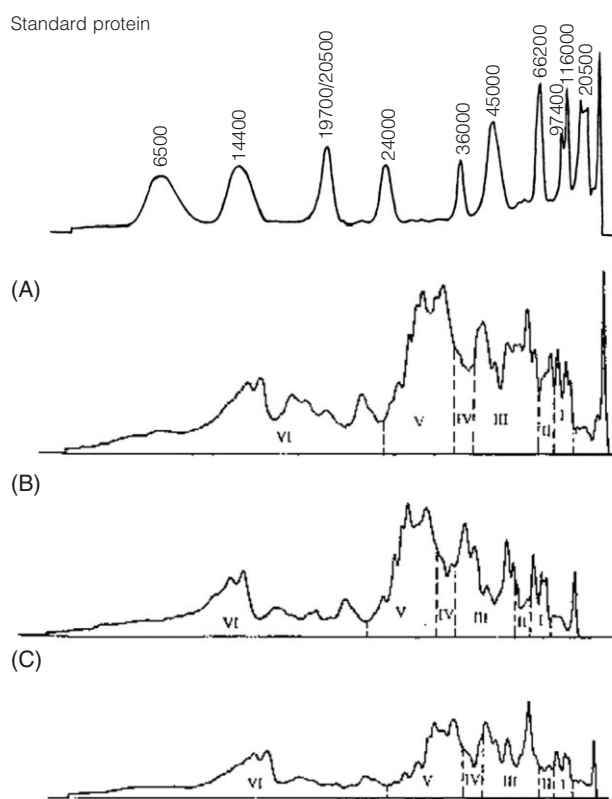 Standard protein
6500
14400
19700/20500
24000
36000
45000
66200
97400
116000
20500
(A)
VI
V
IV
III
II
I
(B)
VI
V
IV
III
II
I
(C)
VI
V
IV
III
II
I